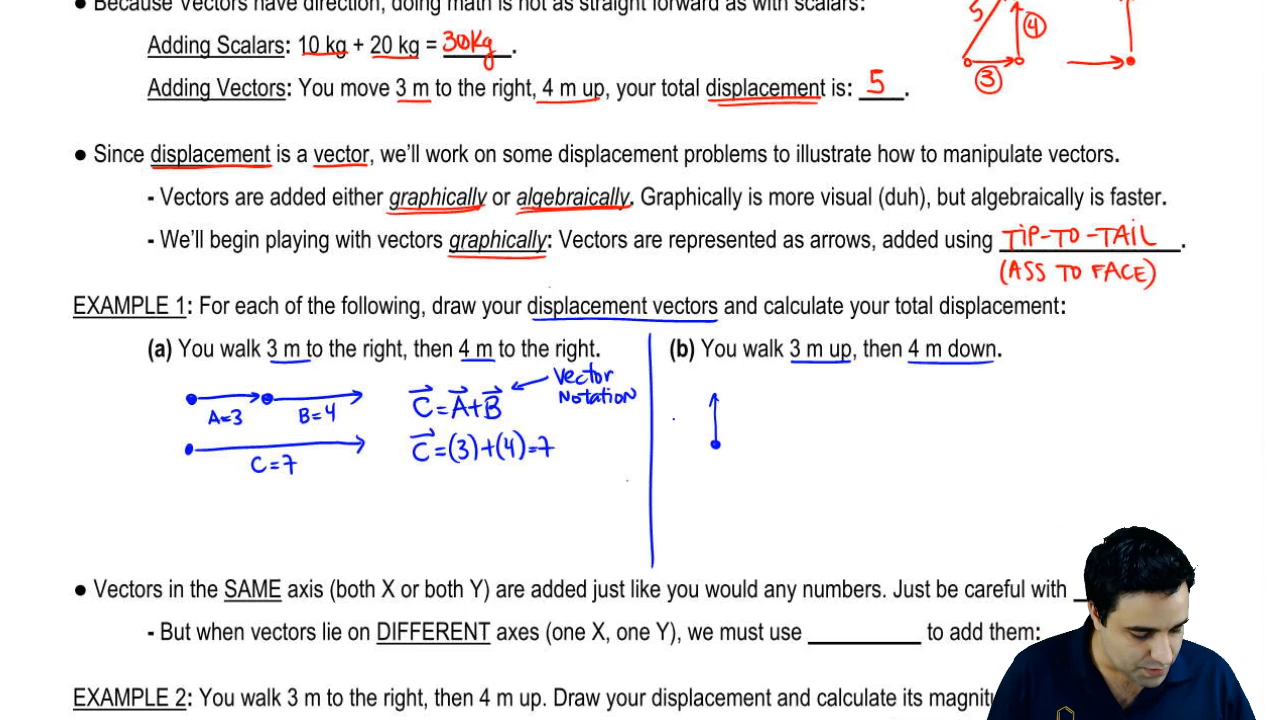 ● Because Vectors have direction, doing math is not as straight forward as with scalars:
Adding Scalars: 10 kg + 20 kg = 30kg.
Adding Vectors: You move 3 m to the right, 4 m up, your total displacement is: 5.
5
4
3
● Since displacement is a vector, we'll work on some displacement problems to illustrate how to manipulate vectors.
- Vectors are added either graphically or algebraically. Graphically is more visual (duh), but algebraically is faster.
- We'll begin playing with vectors graphically: Vectors are represented as arrows, added using TIP-TO-TAIL.
(ASS TO FACE)
EXAMPLE 1: For each of the following, draw your displacement vectors and calculate your total displacement:
(a) You walk 3 m to the right, then 4 m to the right.
A=3 B=4
C=7
C=A+B
Vector
Notation
C=(3)+(4)=7
(b) You walk 3 m up, then 4 m down.
● Vectors in the SAME axis (both X or both Y) are added just like you would any numbers. Just be careful with
- But when vectors lie on DIFFERENT axes (one X, one Y), we must use __________ to add them:
EXAMPLE 2: You walk 3 m to the right, then 4 m up. Draw your displacement and calculate its